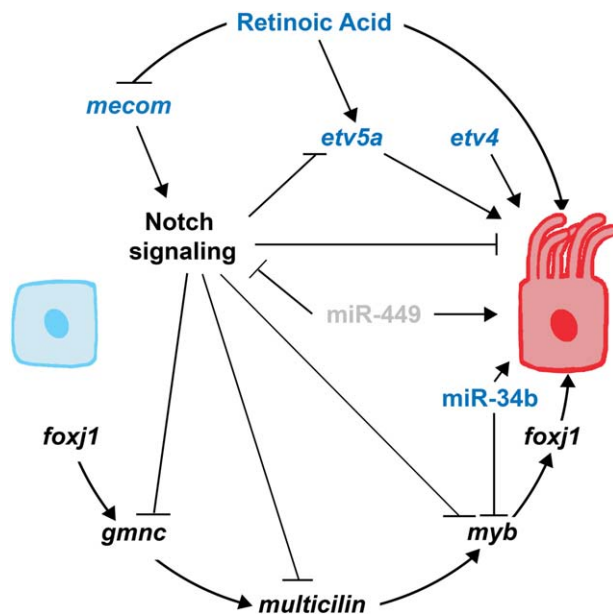 Retinoic Acid
mecom
etv5a
etv4
Notch
signaling
miR-449
miR-34b
foxj1
foxj1
gmnc
myb
multicilin